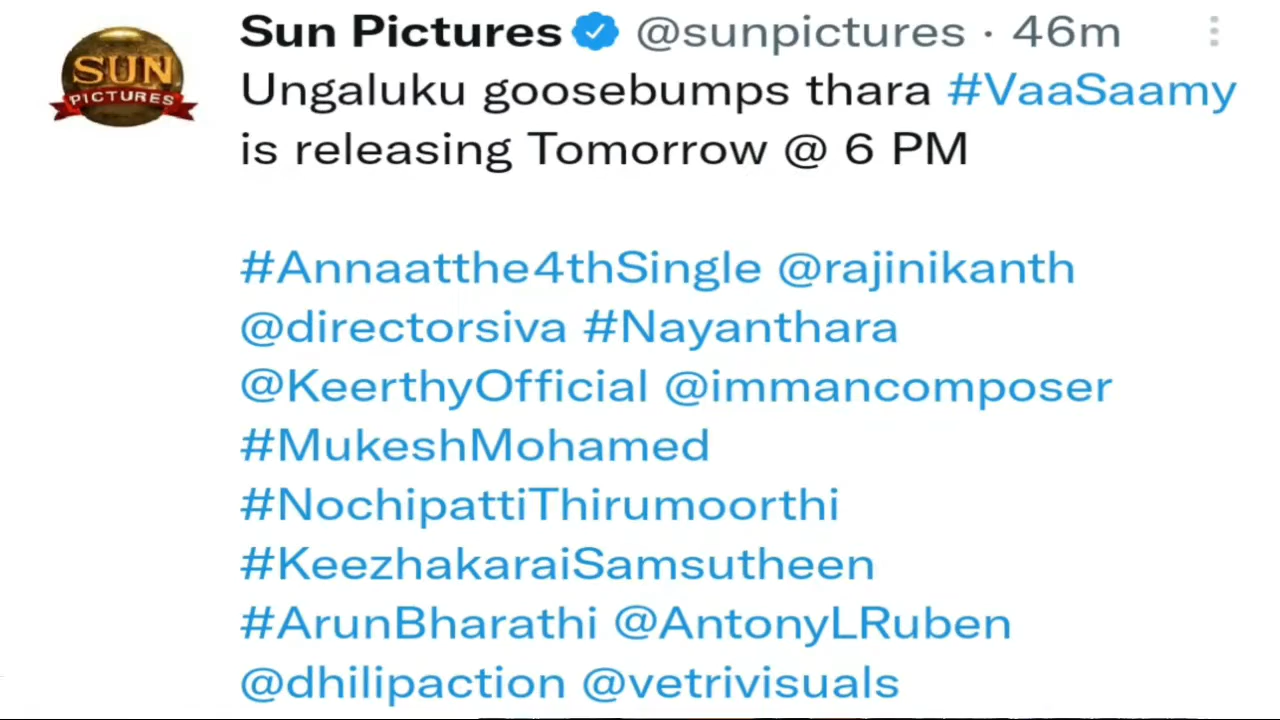 SUN
PICTURES
Sun Pictures @sunpictures · 46m
Ungaluku goosebumps thara #VaaSaamy
is releasing Tomorrow @ 6 PM
#Annaatthe4thSingle @rajinikanth
@directorsiva #Nayanthara
@KeerthyOfficial @immancomposer
#MukeshMohamed
#NochipattiThirumoorthi
#KeezhakaraiSamsutheen
#ArunBharathi @AntonyLRuben
@dhilipaction @vetrivisuals